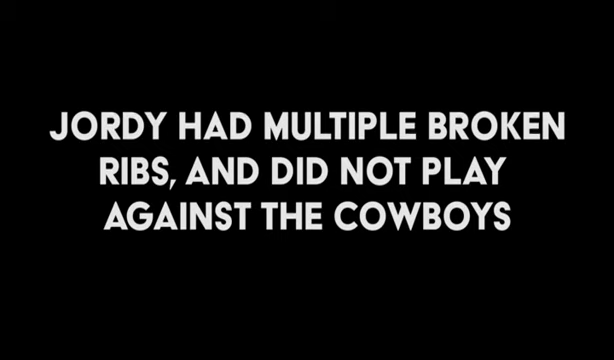 JORDY HAD MULTIPLE BROKEN
RIBS, AND DID NOT PLAY
AGAINST THE COWBOYS